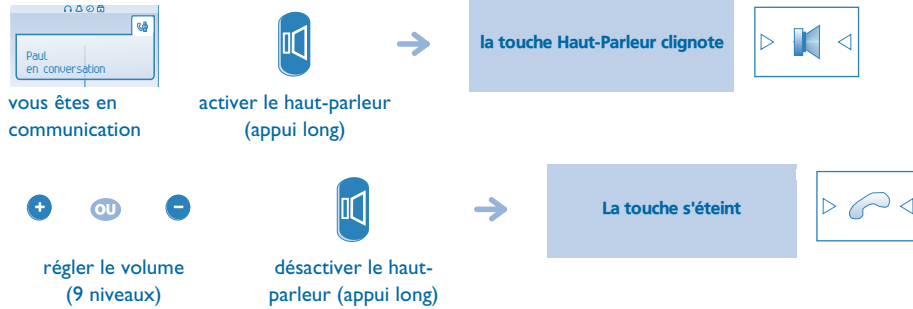 Paul
en conversation
vous êtes en
communication
activer le haut-parleur
(appui long)
la touche Haut-Parleur clignote
OU
régler le volume
(9 niveaux)
désactiver le haut-
parleur (appui long)
La touche s'éteint